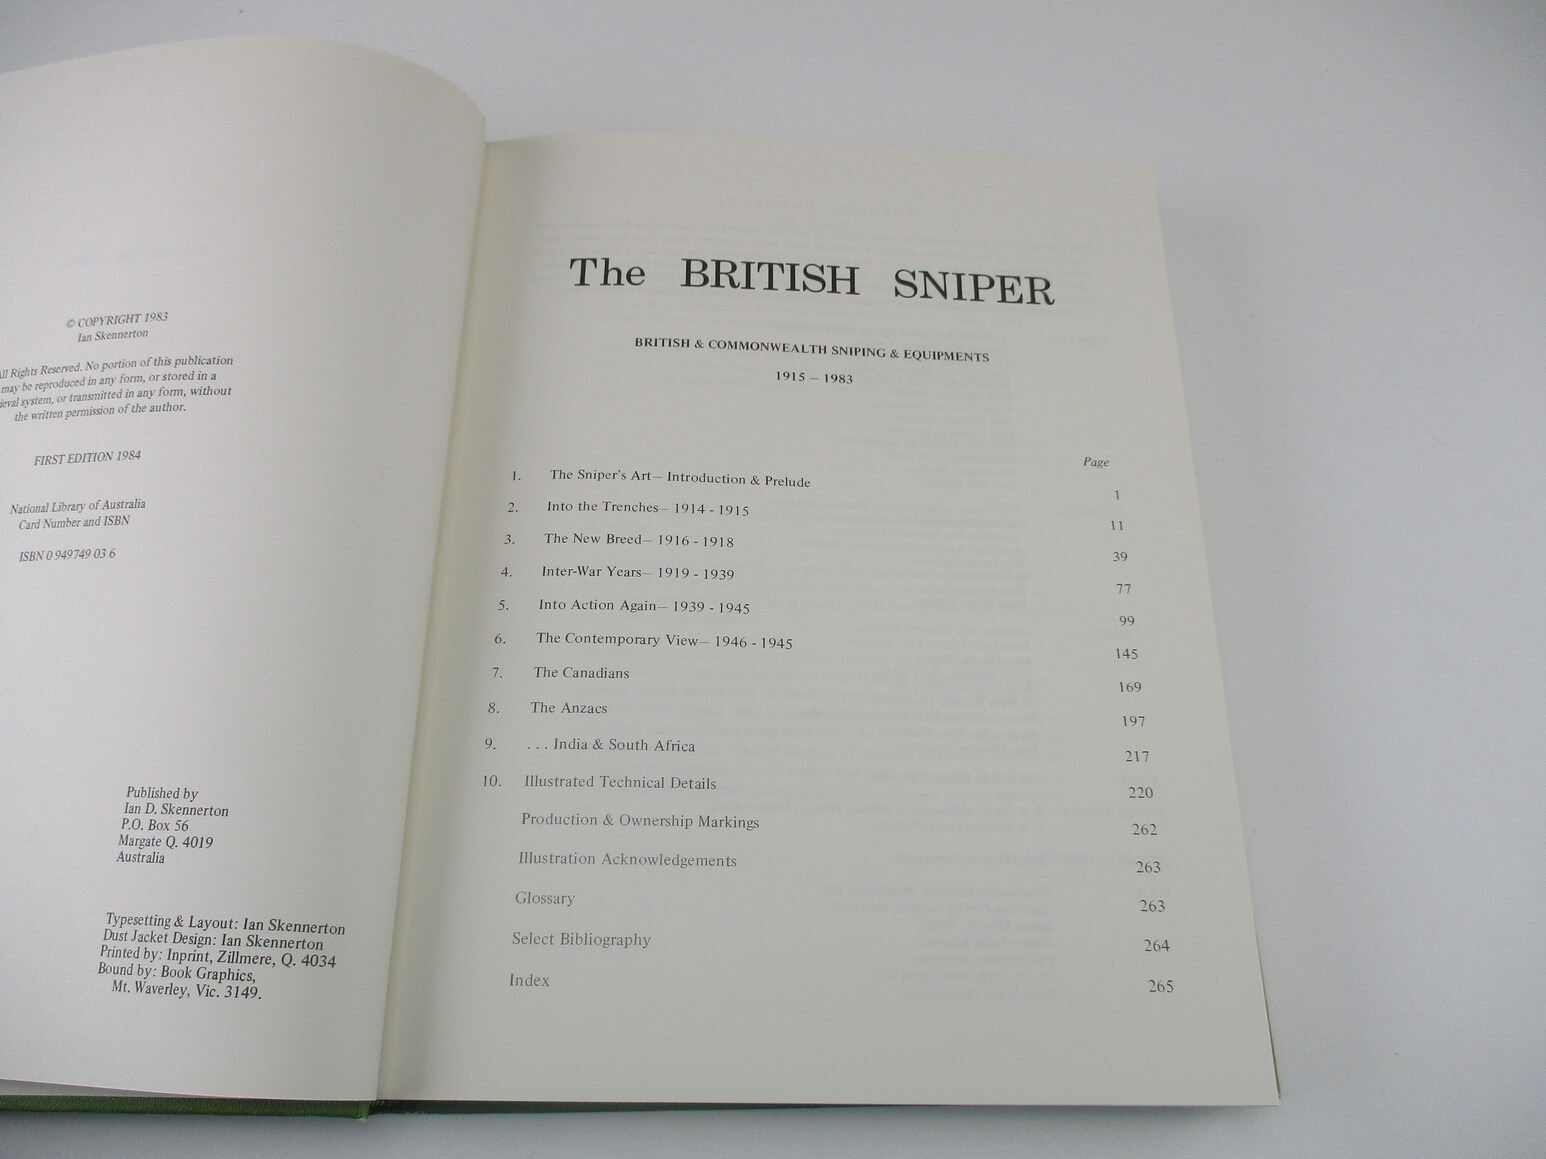 © COPYRIGHT 1983
Ian Skennerton
All Rights Reserved. No portion of this publication
may be reproduced in any form, or stored in a
ieval system, or transmitted in any form, without
the written permission of the author.
FIRST EDITION 1984
National Library of Australia
Card Number and ISBN
ISBN 0 949749 03 6
Published by
Ian D. Skennerton
P.O. Box 56
Margate Q. 4019
Australia
Typesetting & Layout: Ian Skennerton
Dust Jacket Design: Ian Skennerton
Printed by: Inprint, Zillmere, Q. 4034
Bound by: Book Graphics,
Mt. Waverley, Vic. 3149.
The BRITISH SNIPER
BRITISH & COMMONWEALTH SNIPING & EQUIPMENTS
1915 – 1983
Page
1. The Sniper's Art– Introduction & Prelude 1
2. Into the Trenches– 1914 - 1915 11
3. The New Breed– 1916 - 1918 39
4. Inter-War Years– 1919 - 1939 77
5. Into Action Again– 1939 - 1945 99
6. The Contemporary View– 1946 - 1945 145
7. The Canadians 169
8. The Anzacs 197
9. . . . India & South Africa 217
10. Illustrated Technical Details 220
Production & Ownership Markings 262
Illustration Acknowledgements 263
Glossary 263
Select Bibliography 264
Index 265